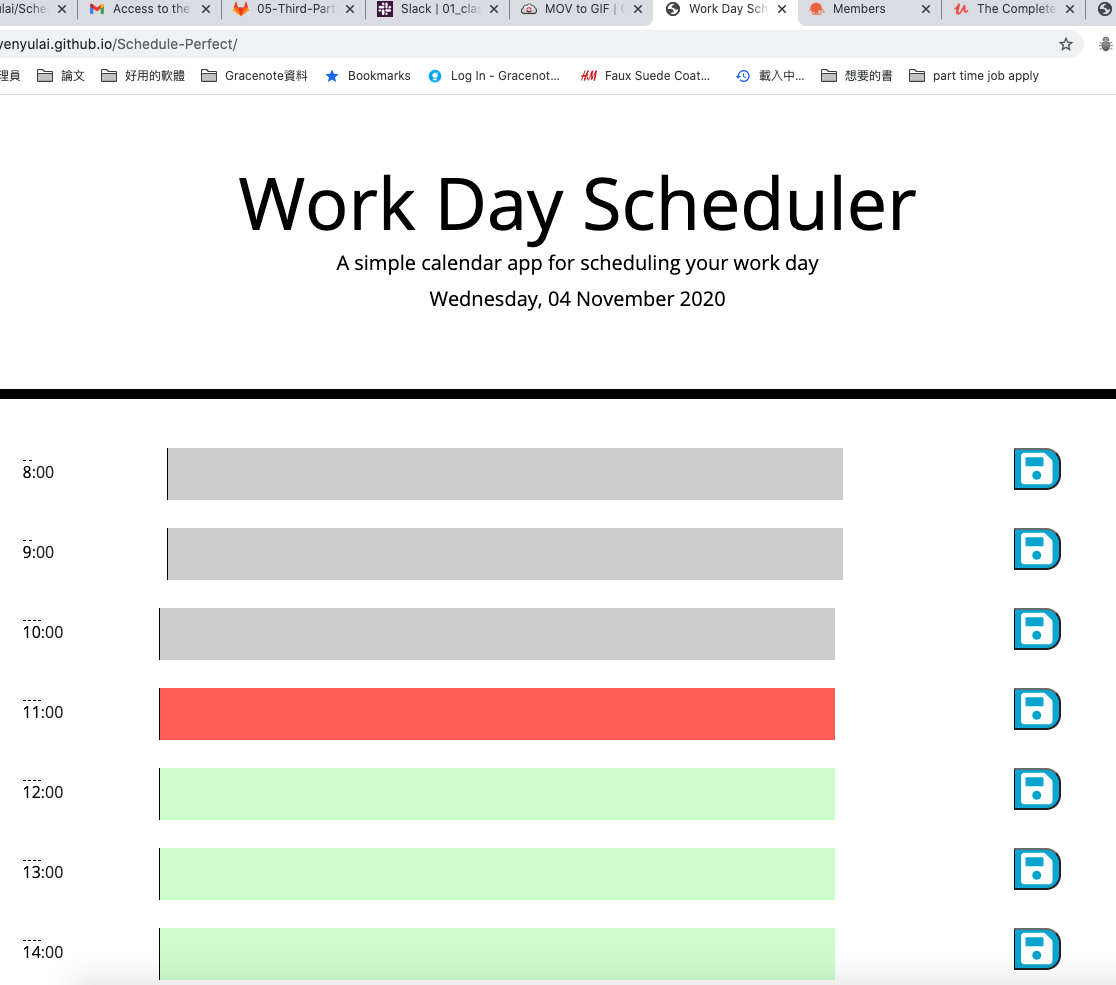 ulai/Sche
Access to the
05-Third-Part
Slack | 01_clas
MOV to GIF | C
Work Day Sch
Members
The Complete
yenyulai.github.io/Schedule-Perfect/
理員
論文
好用的軟體
Gracenote資料
Bookmarks
Log In - Gracenot...
Faux Suede Coat...
載入中...
想要的書
part time job apply
Work Day Scheduler
A simple calendar app for scheduling your work day
Wednesday, 04 November 2020
8:00
9:00
10:00
11:00
12:00
13:00
14:00